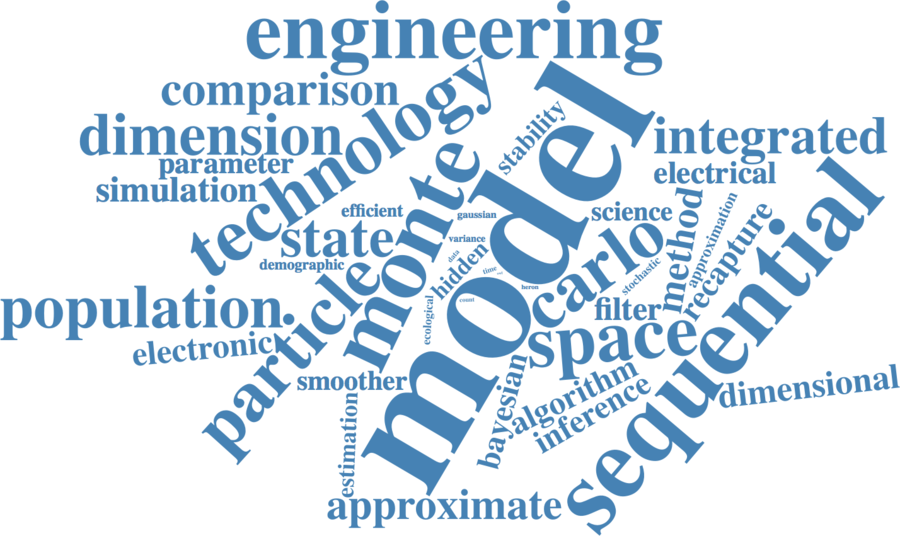 engineering
comparison
technology
dimension
parameter
simulation
monte
model
stability
integrated
electrical
efficient
gaussian
science
state
variance
demographic
data
hidden
time
heron
count
ecological
carlo
stochastic
method
approximation
recapture
sequential
population.
electronic
particle
filter
space
smoother
estimation
bayesian
algorithm
inference
dimensional
approximate